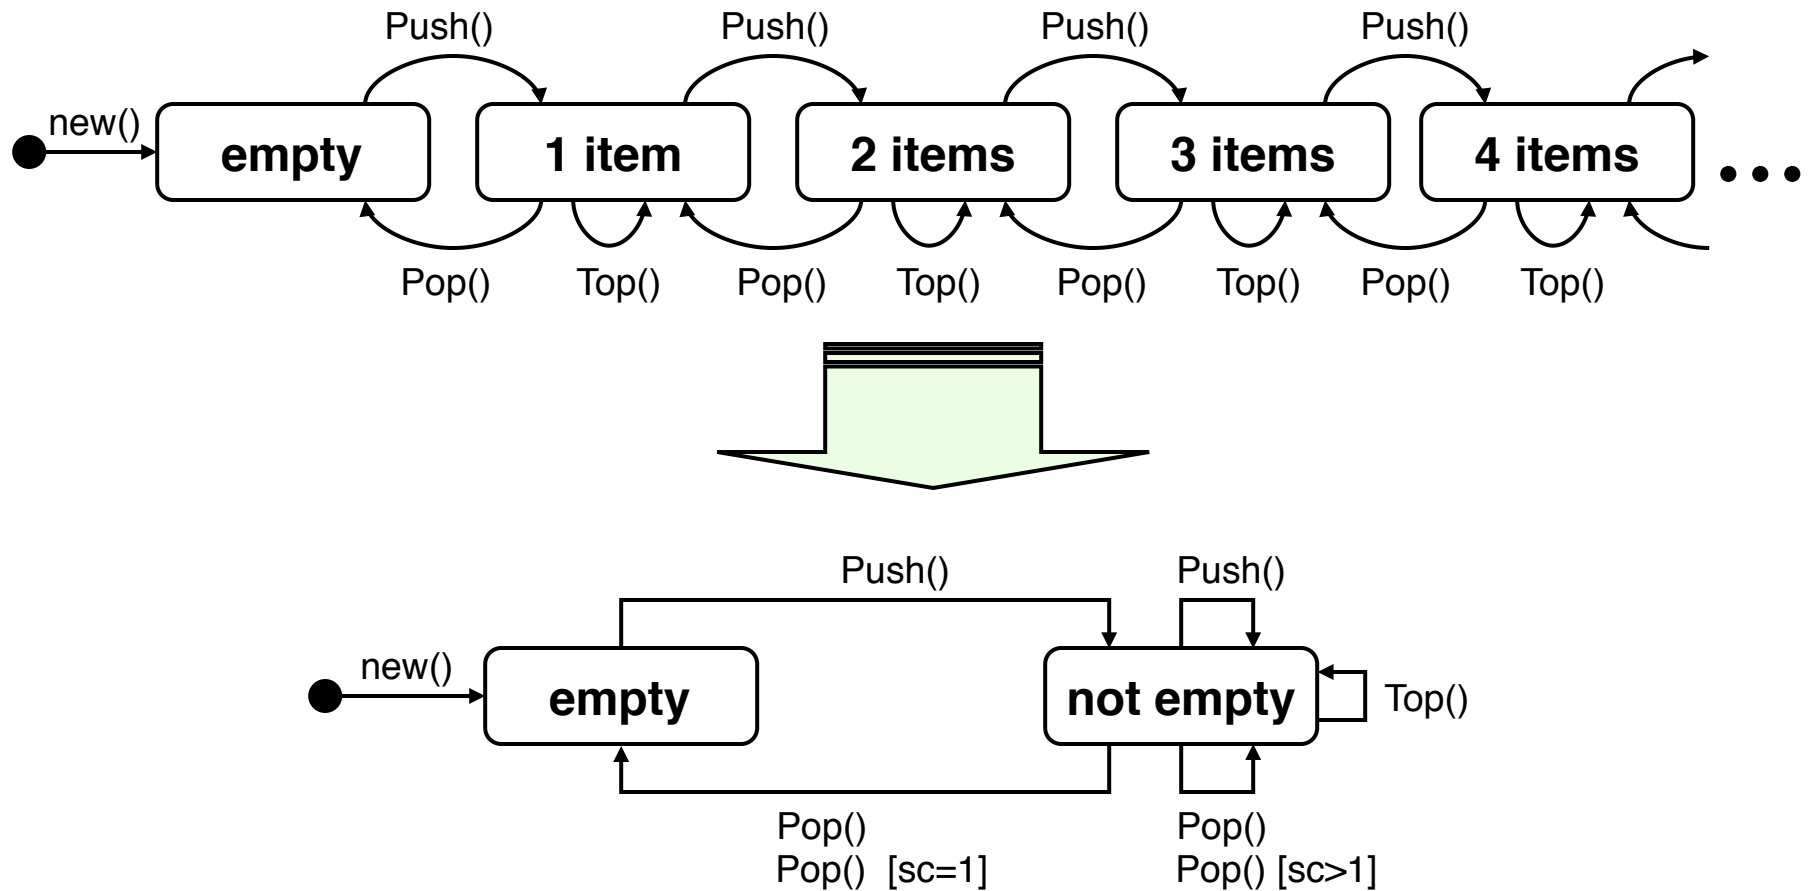 Push() Push() Push() Push()
new()
empty 1 item 2 items 3 items 4 items
Pop() Top() Pop() Top() Pop() Top() Pop() Top()
Push() Push()
new()
empty not empty Top()
Pop() Pop()
Pop() [sc=1] Pop() [sc>1]